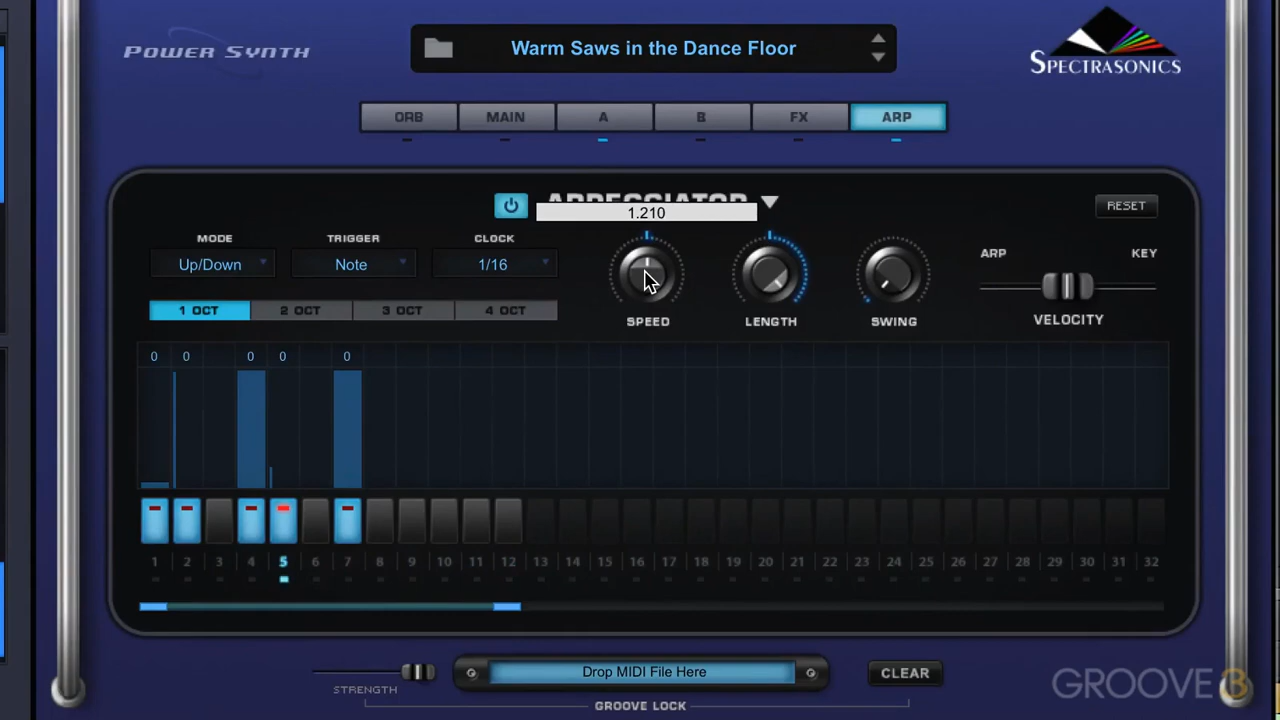 POWER SYNTH
Warm Saws in the Dance Floor
SPECTRASONICS
ORB MAIN A B FX ARP
ARPEGGIATOR
1.210
RESET
MODE TRIGGER CLOCK
Up/Down Note 1/16
ARP KEY
1 OCT 2 OCT 3 OCT 4 OCT
SPEED LENGTH SWING VELOCITY
0 0 0 0 0
1 2 3 4 5 6 7 8 9 10 11 12 13 14 15 16 17 18 19 20 21 22 23 24 25 26 27 28 29 30 31 32
Drop MIDI File Here
CLEAR
STRENGTH
GROOVE LOCK
GROOVE3